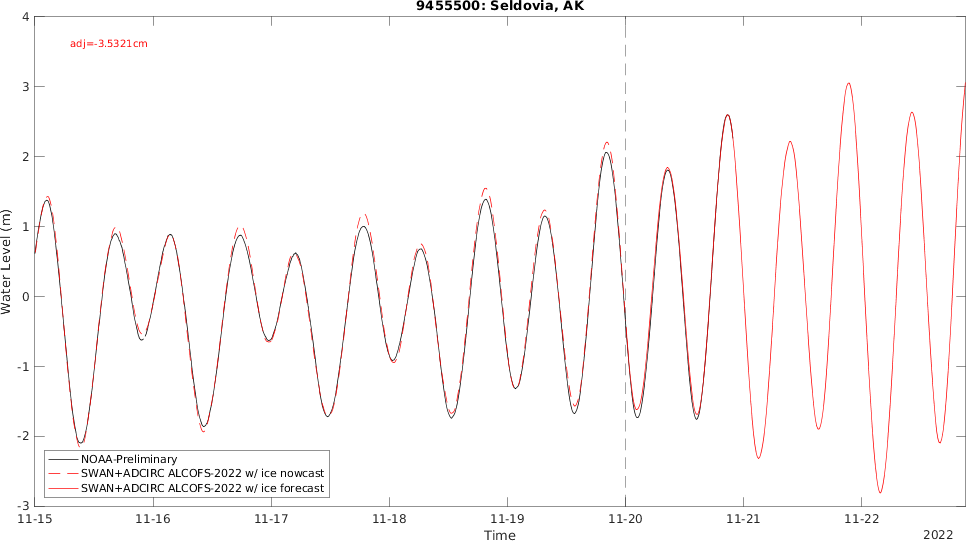 9455500: Seldovia, AK
adj=-3.5321cm
4
3
2
1
0
-1
-2
-3
Water Level (m)
NOAA-Preliminary
SWAN+ADCIRC ALCOFS-2022 w/ ice nowcast
SWAN+ADCIRC ALCOFS-2022 w/ ice forecast
11-15 11-16 11-17 11-18 11-19 11-20 11-21 11-22
Time
2022